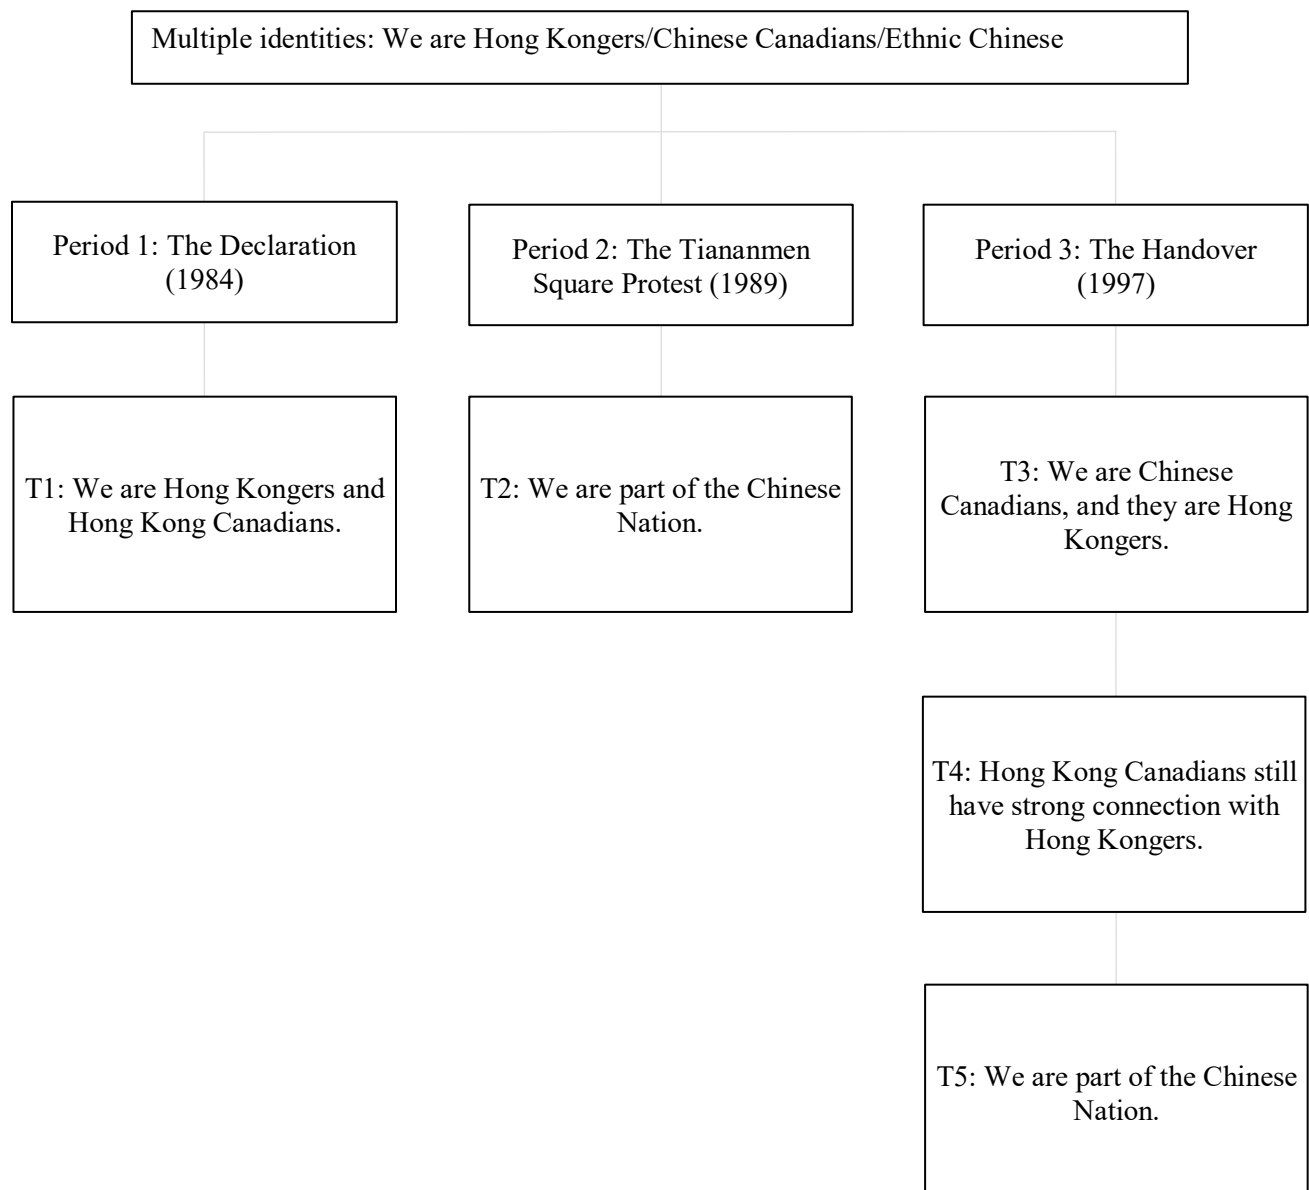 Multiple identities: We are Hong Kongers/Chinese Canadians/Ethnic Chinese
Period 1: The Declaration
(1984)
Period 2: The Tiananmen
Square Protest (1989)
Period 3: The Handover
(1997)
T1: We are Hong Kongers and
Hong Kong Canadians.
T2: We are part of the Chinese
Nation.
T3: We are Chinese
Canadians, and they are Hong
Kongers.
T4: Hong Kong Canadians still
have strong connection with
Hong Kongers.
T5: We are part of the Chinese
Nation.